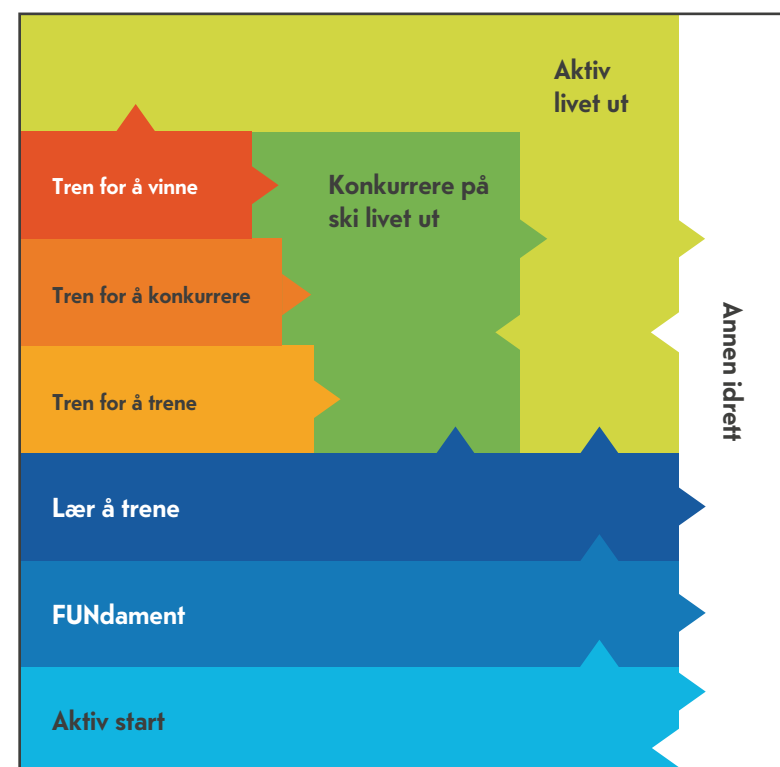 Aktiv
livet ut
Tren for å vinne
Konkurrere på
ski livet ut
Tren for å konkurrere
Annen idrett
Tren for å trene
Lær å trene
FUNdament
Aktiv start